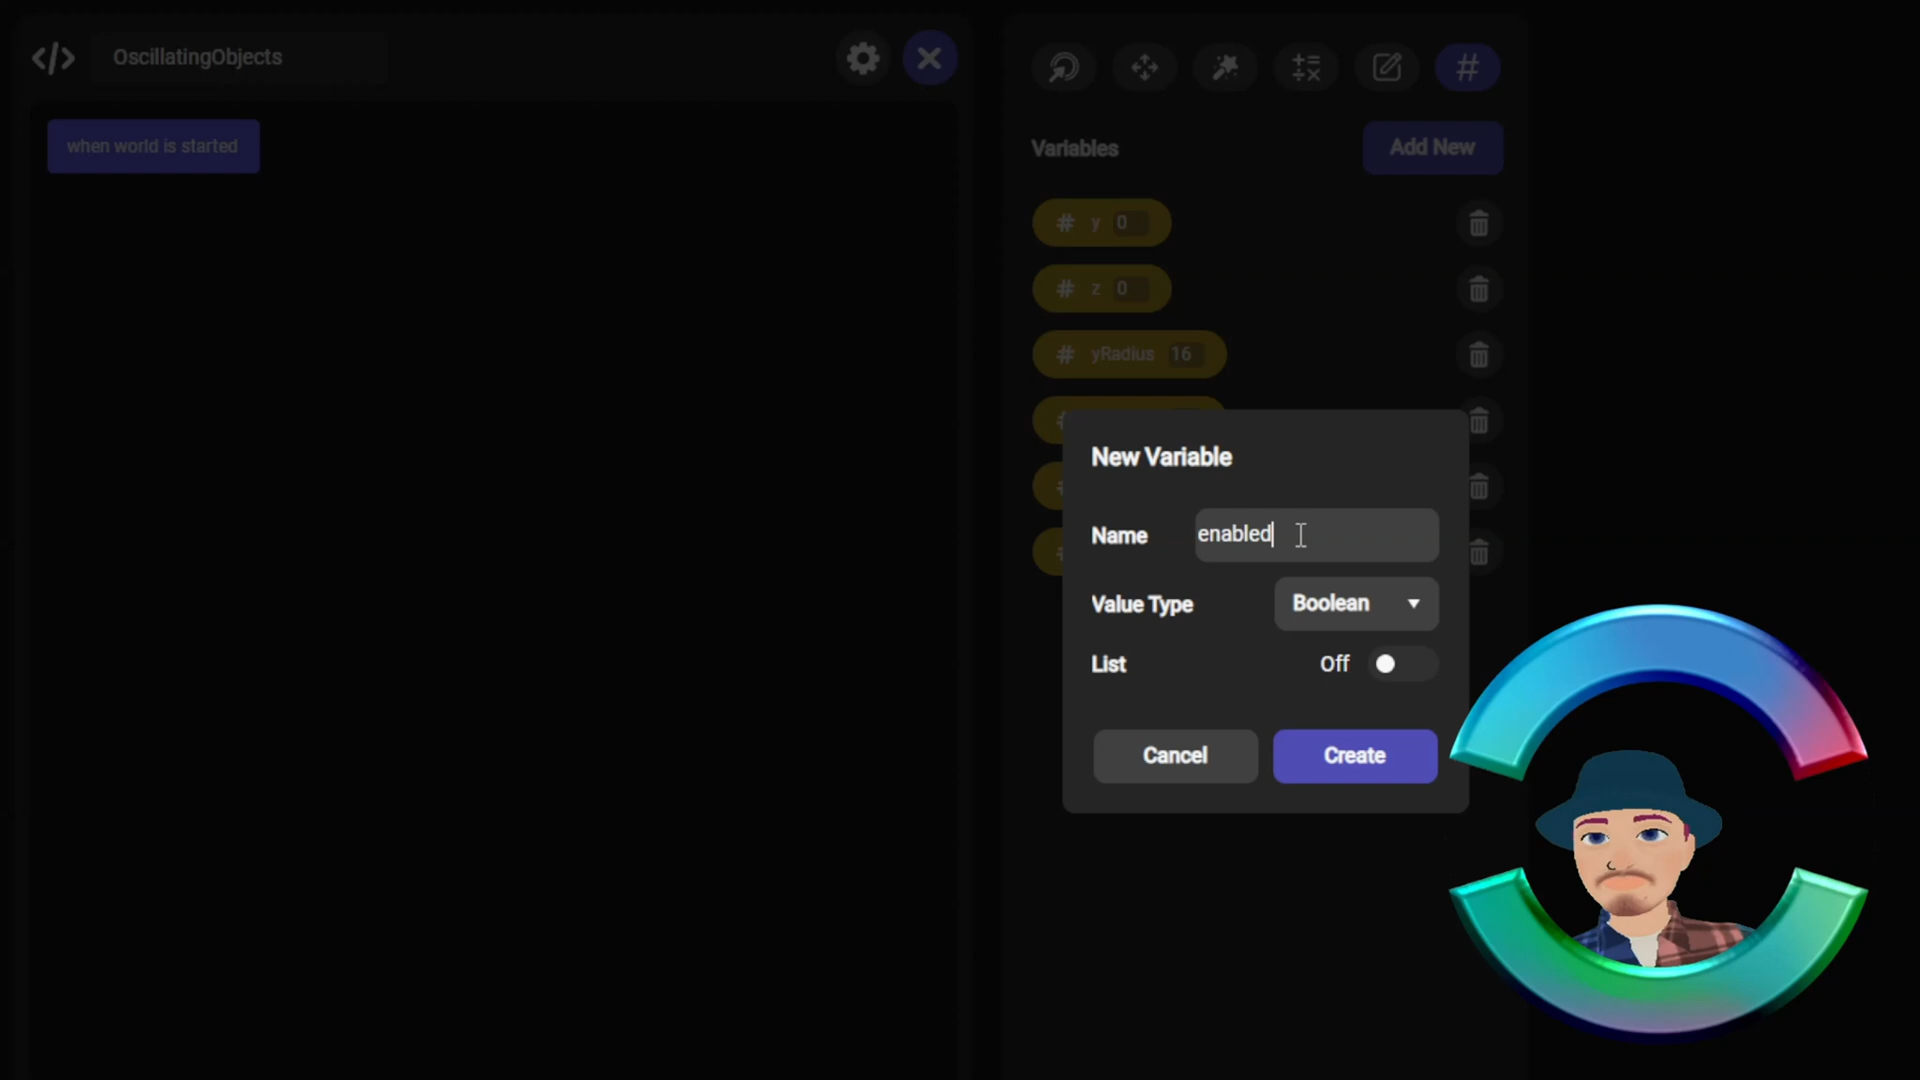 OscillatingObjects
when world is started
Variables
Add New
# y 0
# z 0
# yRadius 16
New Variable
Name
enabled
Value Type
Boolean
List
Off
Cancel
Create